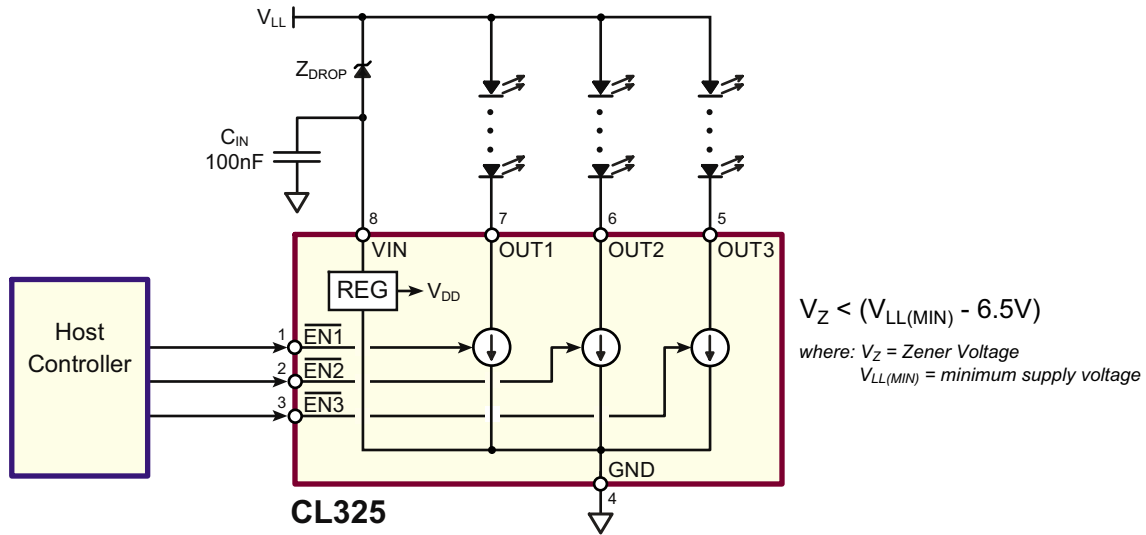 VLL
ZDROP
CIN
100nF
8
7
6
5
VIN
OUT1
OUT2
OUT3
REG
VDD
Host
Controller
1
EN1
2
EN2
3
EN3
GND
4
CL325
VZ < (VLL(MIN) - 6.5V)
where: VZ = Zener Voltage
VLL(MIN) = minimum supply voltage